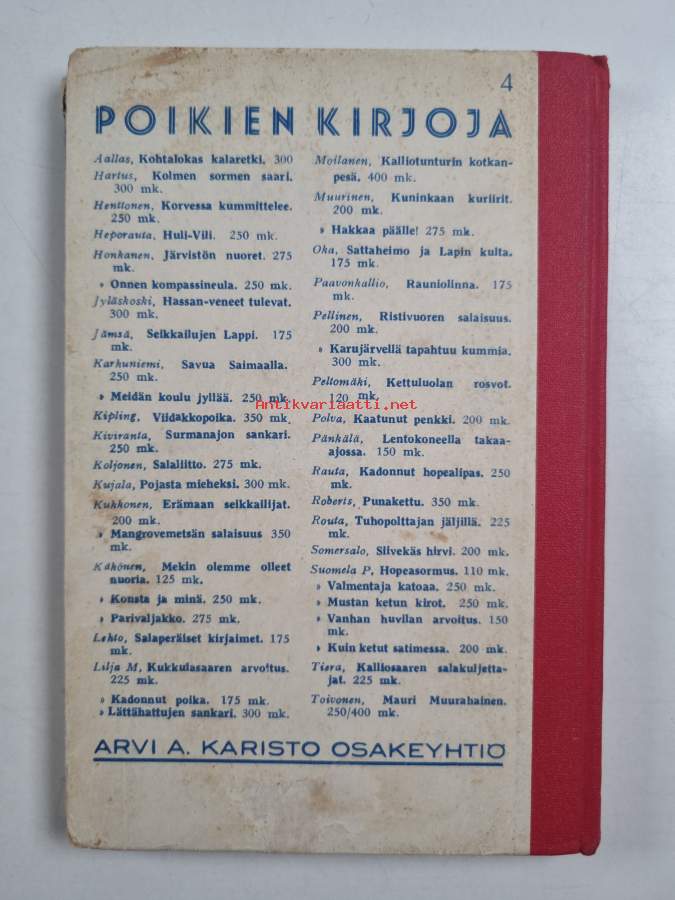 4
POIKIEN KIRJOJA
Aallas, Kohtalokas kalaretki. 300
Harius, Kolmen sormen saari.
300 mk.
Henttonen, Korvessa kummittelee.
250 mk.
Heporauta, Huli-Vili. 250 mk.
Honkanen, Järvistön nuoret. 275
mk.
» Onnen kompassineula. 250 mk.
Jyläskoski, Hassan-veneet tulevat.
300 mk.
Jämsä, Seikkailujen Lappi. 175
mk.
Karhuniemi, Savua Saimaalla.
250 mk.
» Meidän koulu jyllää. 250 mk.
Kipling, Viidakkopoika. 350 mk.
Kiviranta, Surmanajon sankari.
250 mk.
Koljonen, Salaliitto. 275 mk.
Kujala, Pojasta mieheksi. 300 mk.
Kukkonen, Erämaan seikkailijat.
200 mk.
» Mangrovemetsän salaisuus 350
mk.
Kähönen, Mekin olemme olleet
nuoria. 125 mk.
» Konsta ja minä. 250 mk.
» Parivaljakko. 275 mk.
Lehto, Salaperäiset kirjaimet. 175
mk.
Lilja M, Kukkulasaaren arvoitus.
225 mk.
» Kadonnut poika. 175 mk.
» Lättähattujen sankari. 300 mk.
Moilanen, Kalliotunturin kotkan-
pesä. 400 mk.
Muurinen, Kuninkaan kuriirit.
200 mk.
» Hakkaa päälle! 275 mk.
Oka, Sattaheimo ja Lapin kulta.
175 mk.
Paavonkallio, Rauniolinna. 175
mk.
Pellinen, Ristivuoren salaisuus.
200 mk.
» Karujärvellä tapahtuu kummia.
300 mk.
Peltomäki, Kettuluolan rosvot.
120 mk.
Polva, Kaatunut penkki. 200 mk.
Pänkälä, Lentokoneella takaa-
ajossa. 150 mk.
Rauta, Kadonnut hopealipas. 250
mk.
Roberts, Punakettu. 350 mk.
Routa, Tuhopolttajan jäljillä. 225
mk.
Somersalo, Slivekäs hirvi. 200 mk.
Suomela P, Hopeasormus. 110 mk.
» Valmentaja katoaa. 250 mk.
» Mustan ketun kirot. 250 mk.
» Vanhan huvilan arvoitus. 150
mk.
» Kuin ketut satimessa. 200 mk.
Tiera, Kalliosaaren salakuljetta-
jat. 225 mk.
Toivonen, Mauri Muurahainen.
250/400 mk.
ARVI A. KARISTO OSAKEYHTIÖ
Antikvariaatti.net